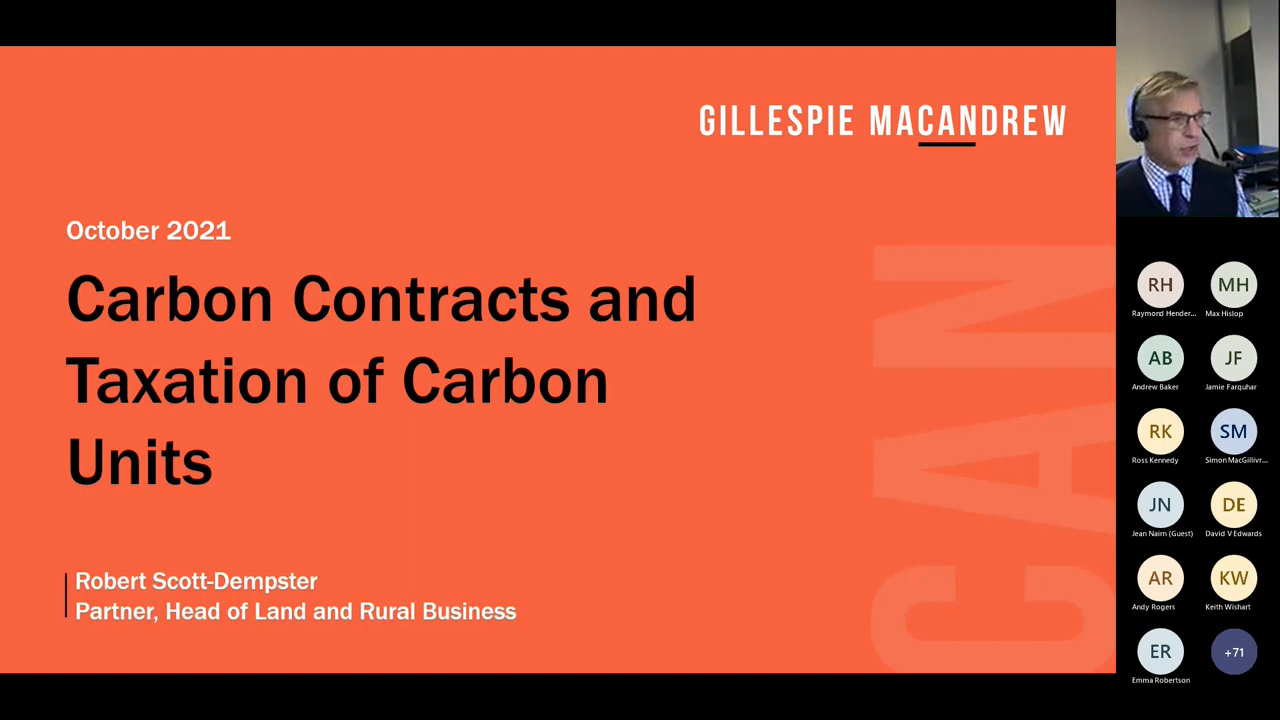 GILLESPIE MACANDREW
October 2021
Carbon Contracts and
Taxation of Carbon
Units
Robert Scott-Dempster
Partner, Head of Land and Rural Business
CAN
RH
MH
Raymond Hender...
Max Hislop
AB
JF
Andrew Baker
Jamie Farquhar
RK
SM
Ross Kennedy
Simon MacGillivr...
JN
DE
Jean Nairn (Guest)
David V Edwards
AR
KW
Andy Rogers
Keith Wishart
ER
+71
Emma Robertson